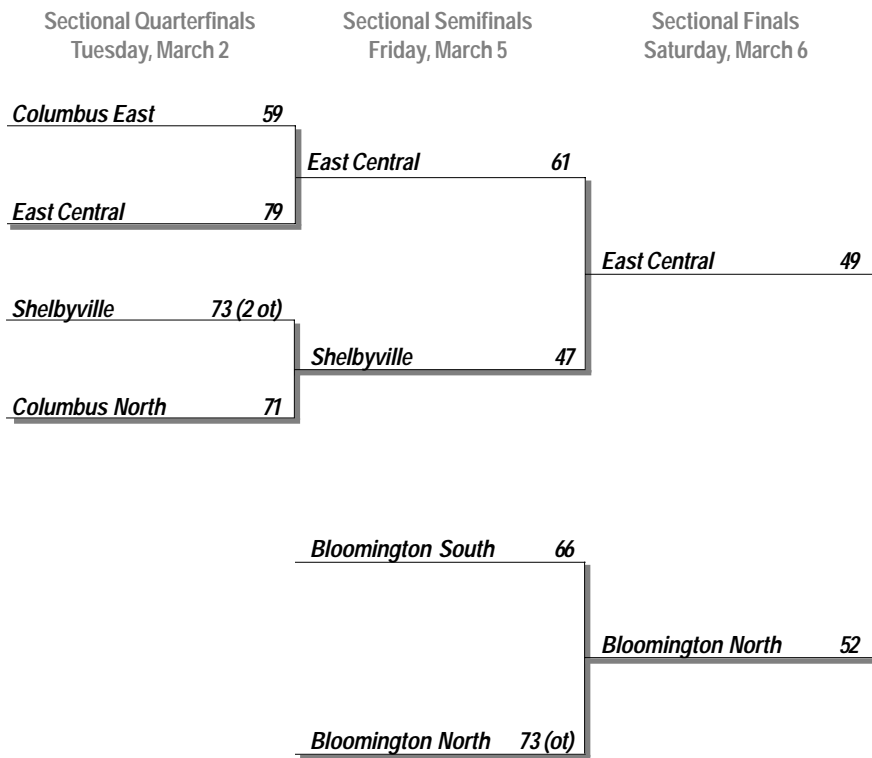 Sectional Quarterfinals Sectional Semifinals Sectional Finals
Tuesday, March 2 Friday, March 5 Saturday, March 6
Columbus East 59
East Central 61
East Central 79
East Central 49
Shelbyville 73 (2 ot)
Shelbyville 47
Columbus North 71
Bloomington South 66
Bloomington North 52
Bloomington North 73 (ot)